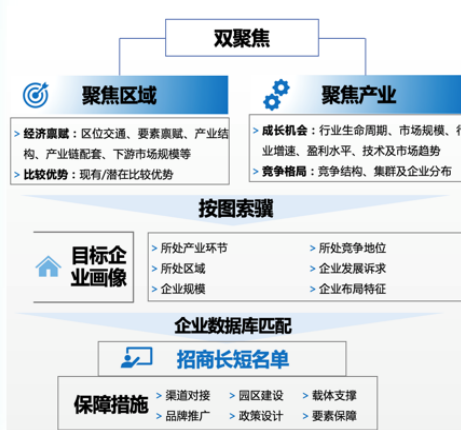 双聚焦
聚焦区域
聚焦产业
> 经济禀赋：区位交通、要素禀赋、产业结
构、产业链配套、下游市场规模等
> 比较优势：现有/潜在比较优势
> 成长机会：行业生命周期、市场规模、行
业增速、盈利水平、技术及市场趋势
> 竞争格局：竞争结构、集群及企业分布
按图索骥
目标企
业画像
> 所处产业环节
> 所处区域
> 企业规模
> 所处竞争地位
> 企业发展诉求
> 企业布局特征
企业数据库匹配
招商长短名单
保障措施
> 渠道对接 > 园区建设 > 载体支撑
> 品牌推广 > 政策设计 > 要素保障